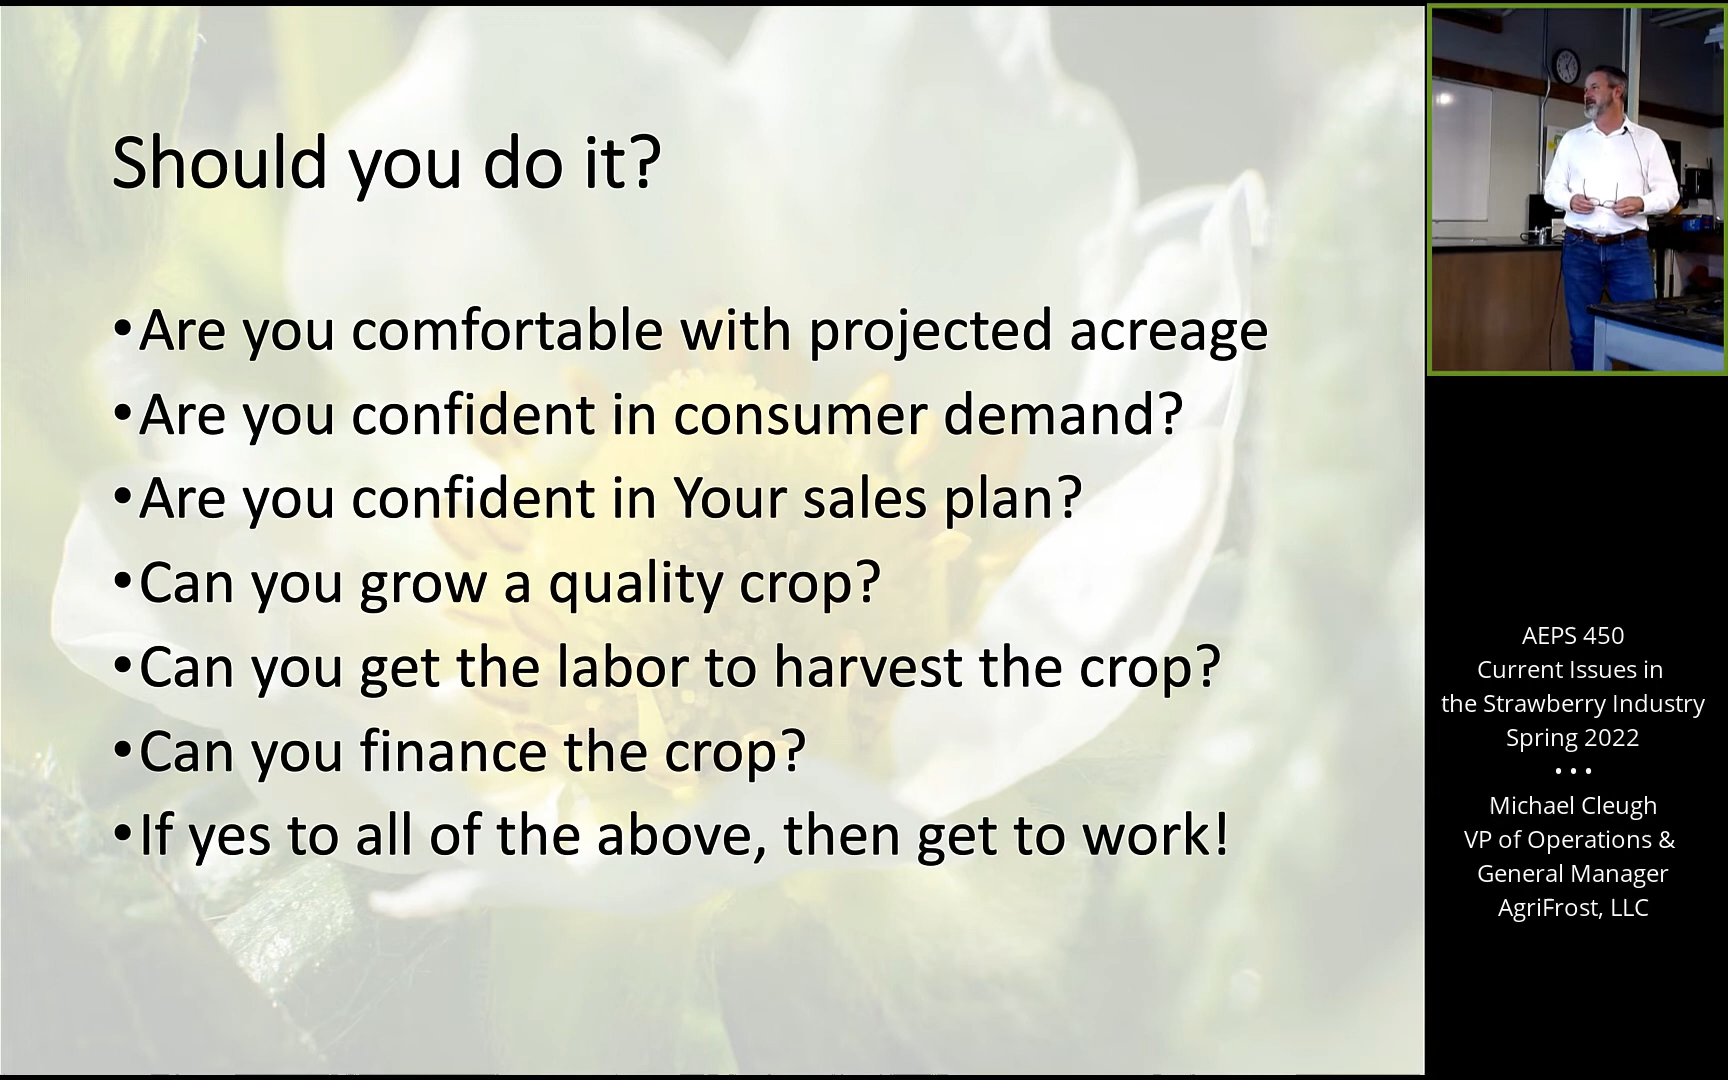 Should you do it?
•Are you comfortable with projected acreage
•Are you confident in consumer demand?
•Are you confident in Your sales plan?
•Can you grow a quality crop?
•Can you get the labor to harvest the crop?
•Can you finance the crop?
•If yes to all of the above, then get to work!
AEPS 450
Current Issues in
the Strawberry Industry
Spring 2022
• • •
Michael Cleugh
VP of Operations &
General Manager
AgriFrost, LLC